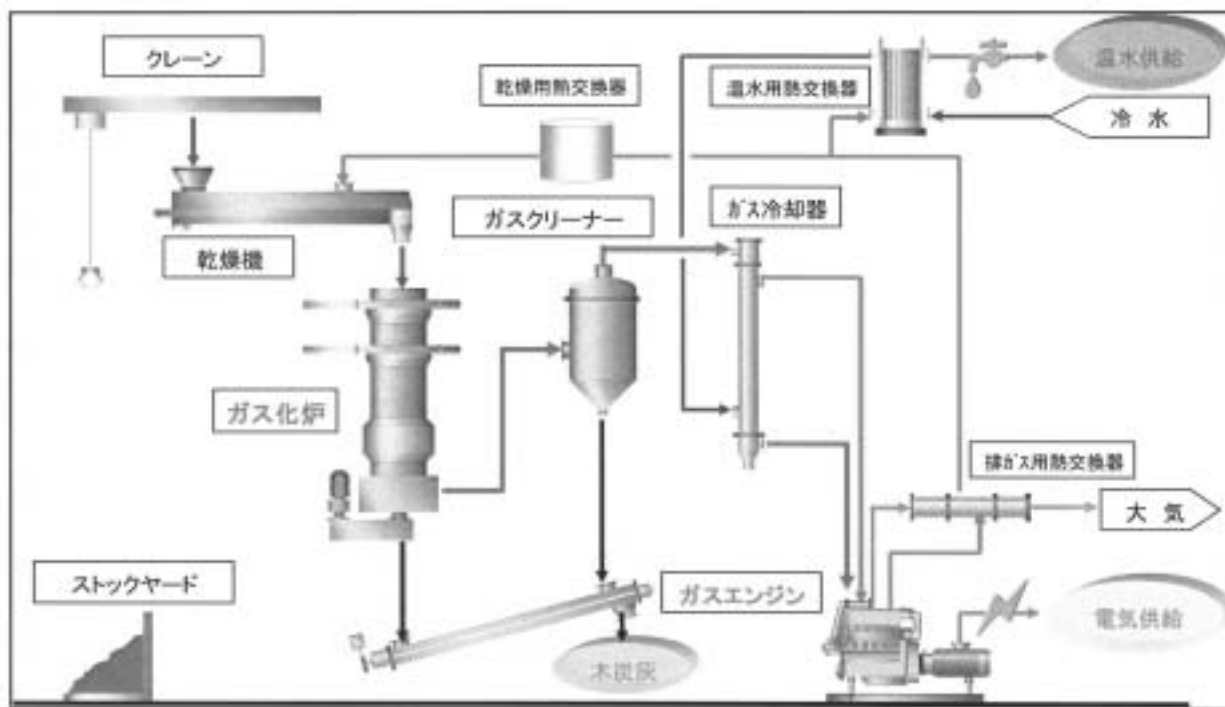 クレーン
乾燥用熱交換器
温水用熱交換器
温水供給
冷水
ガスクリーナー
ガス冷却器
乾燥機
ガス化炉
排ガス用熱交換器
大気
ストックヤード
ガスエンジン
電気供給
木炭灰